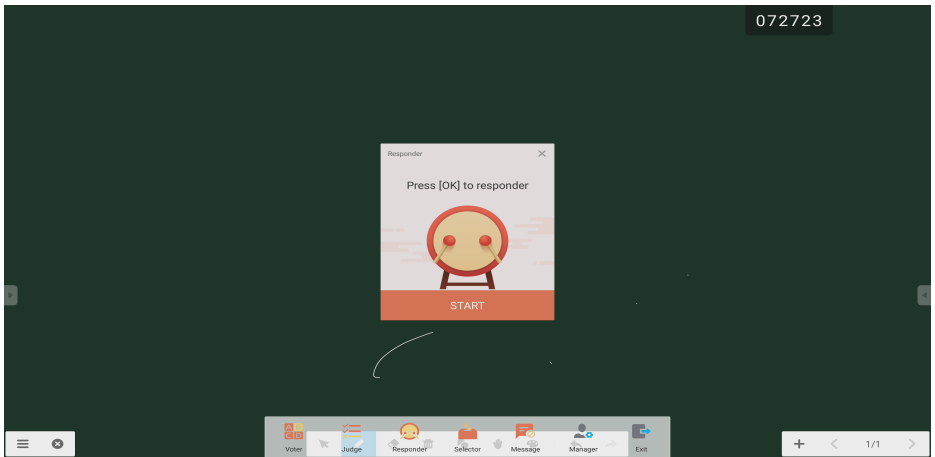 072723
Responder
Press [OK] to responder
START
A B
C D
Voter Judge Responder Selector Message Manager Exit
1/1